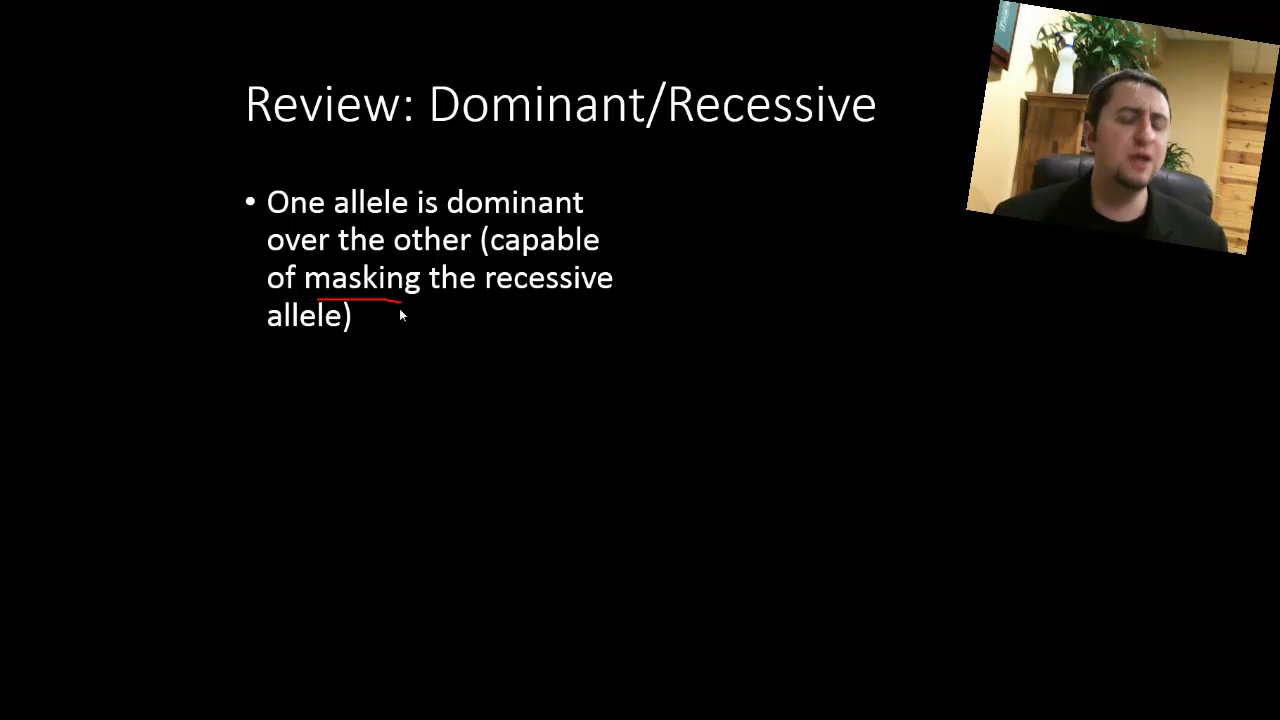 Review: Dominant/Recessive
• One allele is dominant
over the other (capable
of masking the recessive
allele)